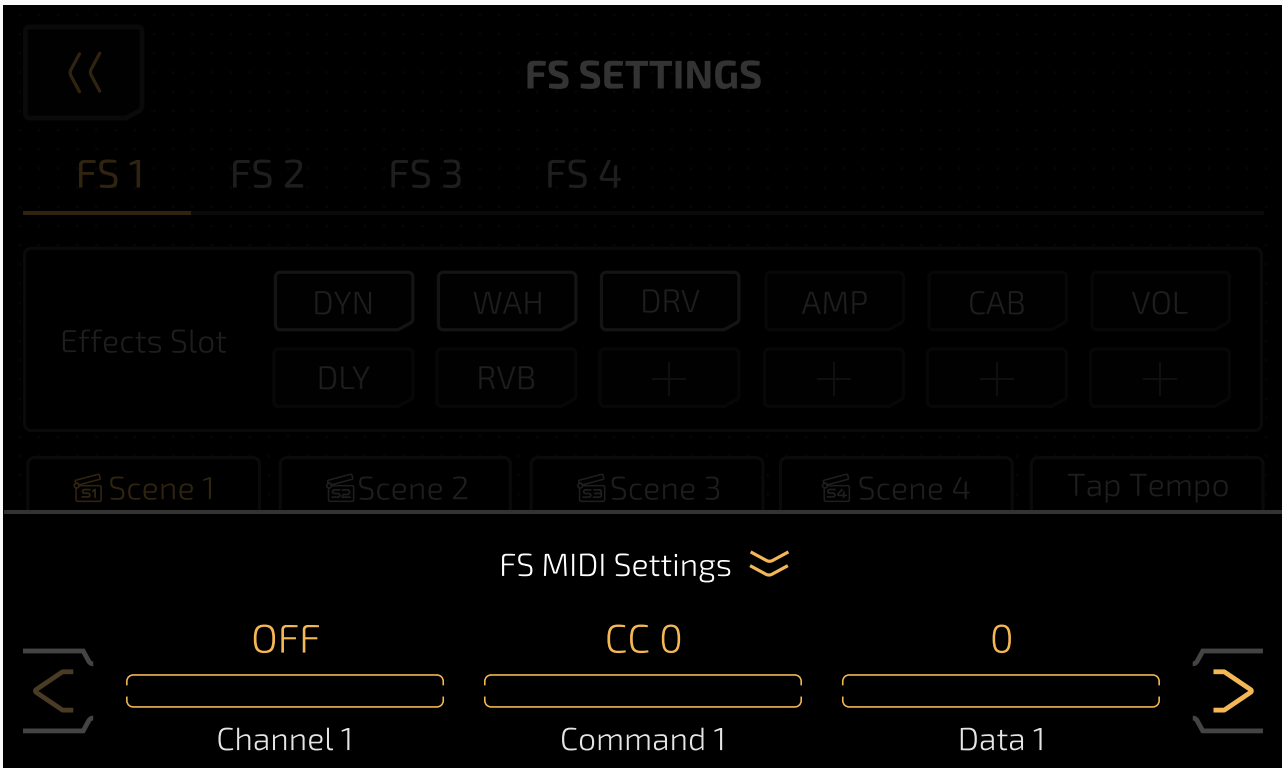 FS SETTINGS
FS 1 FS 2 FS 3 FS 4
DYN WAH DRV AMP CAB VOL
Effects Slot
DLY RVB + + + +
S1 Scene 1 S2 Scene 2 S3 Scene 3 S4 Scene 4 Tap Tempo
FS MIDI Settings
OFF CC 0 0
Channel 1 Command 1 Data 1